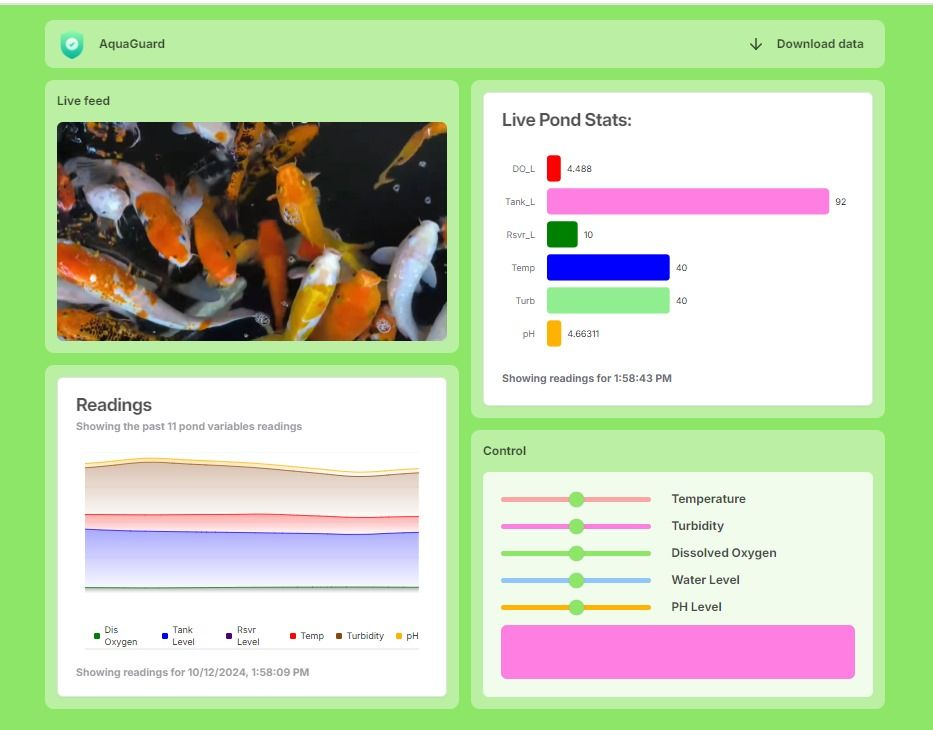 AquaGuard
Download data
Live feed
Live Pond Stats:
DO_L
4.488
Tank_L
92
Rsvr_L
10
Temp
40
Turb
40
pH
4.66311
Showing readings for 1:58:43 PM
Readings
Showing the past 11 pond variables readings
Dis
Oxygen
Tank
Level
Rsvr
Level
Temp
Turbidity
pH
Showing readings for 10/12/2024, 1:58:09 PM
Control
Temperature
Turbidity
Dissolved Oxygen
Water Level
PH Level